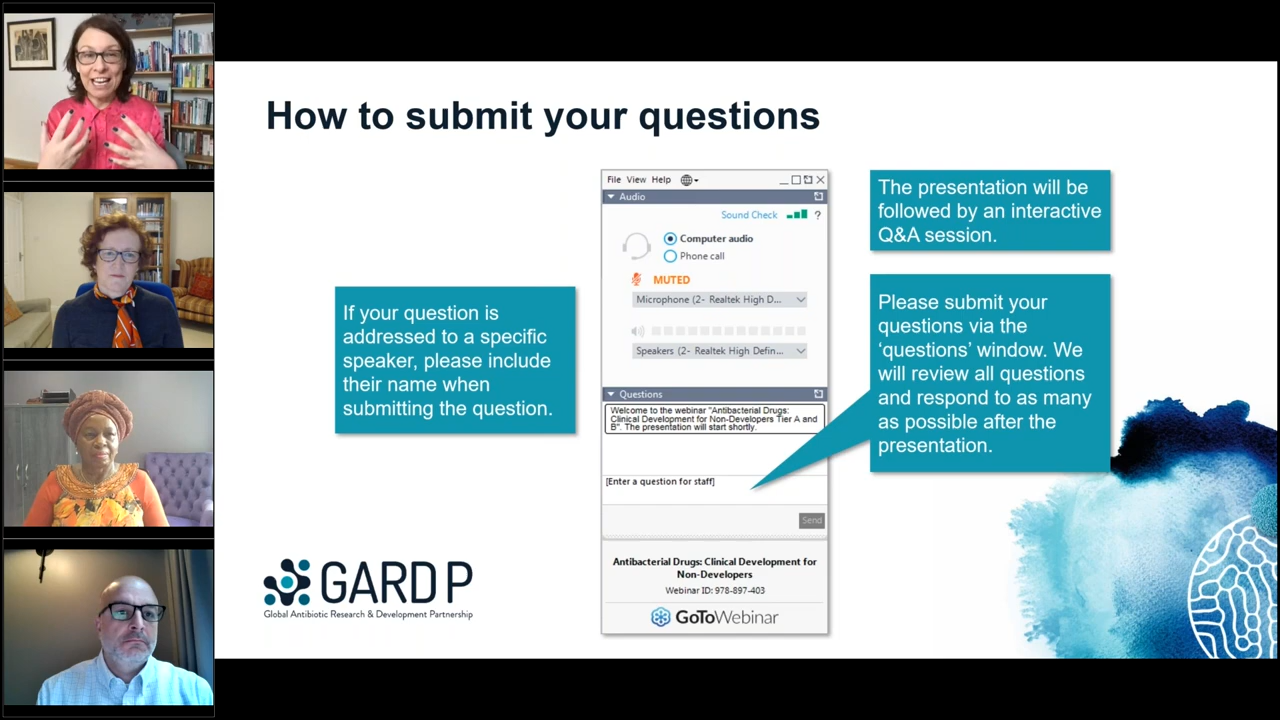 How to submit your questions
If your question is
addressed to a specific
speaker, please include
their name when
submitting the question.
File View Help
Audio
Sound Check ?
Computer audio
Phone call
MUTED
Microphone (2- Realtek High D...
Speakers (2- Realtek High Defin...
Questions
Welcome to the webinar "Antibacterial Drugs:
Clinical Development for Non-Developers Tier A and
B". The presentation will start shortly.
[Enter a question for staff]
Send
Antibacterial Drugs: Clinical Development for
Non-Developers
Webinar ID: 978-897-403
GoToWebinar
The presentation will be
followed by an interactive
Q&A session.
Please submit your
questions via the
‘questions’ window. We
will review all questions
and respond to as many
as possible after the
presentation.
GARDP
Global Antibiotic Research & Development Partnership